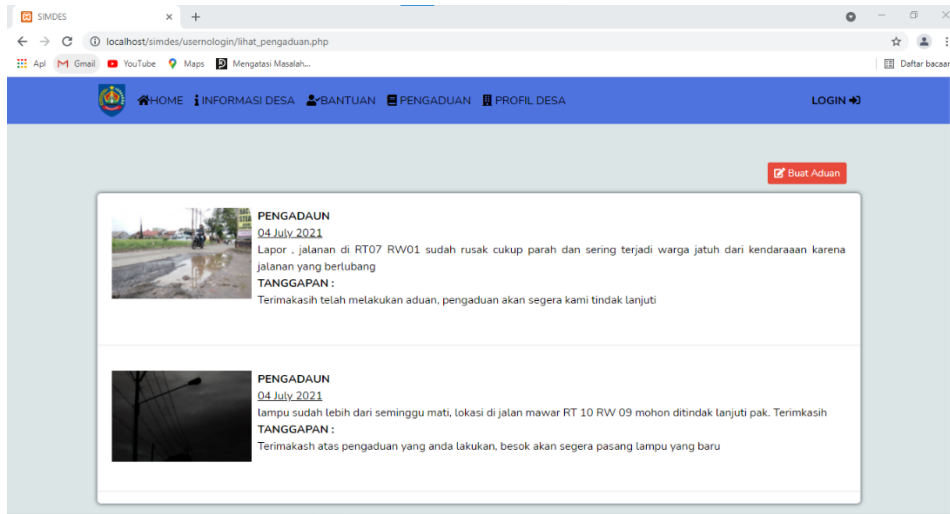 SIMDES
localhost/simdes/usernologin/lihat_pengaduan.php
Apl Gmail YouTube Maps Mengatasi Masalah... Daftar bacaan
HOME INFORMASI DESA BANTUAN PENGADUAN PROFIL DESA LOGIN
Buat Aduan
PENGADAUN
04 July 2021
Lapor , jalanan di RT07 RW01 sudah rusak cukup parah dan sering terjadi warga jatuh dari kendaraaan karena
jalanan yang berlubang
TANGGAPAN :
Terimakasih telah melakukan aduan, pengaduan akan segera kami tindak lanjuti
PENGADAUN
04 July 2021
lampu sudah lebih dari seminggu mati, lokasi di jalan mawar RT 10 RW 09 mohon ditindak lanjuti pak. Terimkasih
TANGGAPAN :
Terimakash atas pengaduan yang anda lakukan, besok akan segera pasang lampu yang baru